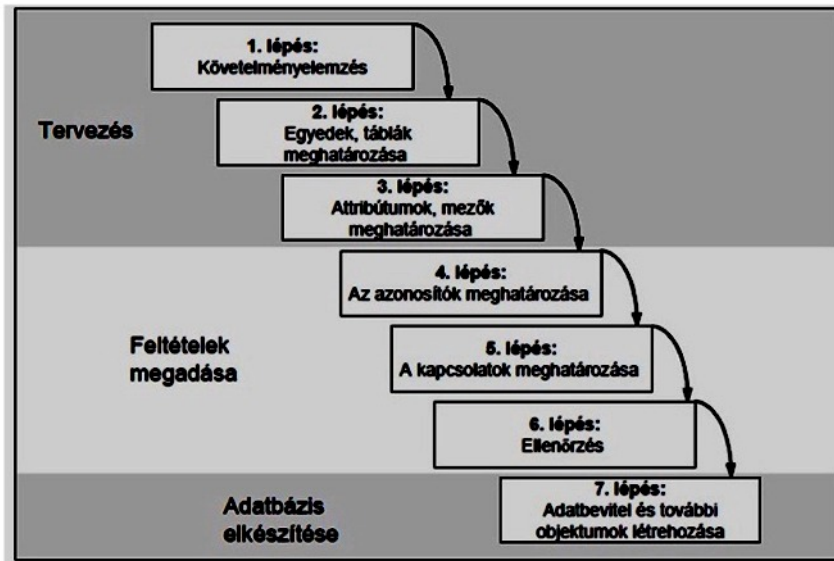 1. lépés:
Követelményelemzés
2. lépés:
Egyedek, táblák
meghatározása
Tervezés
3. lépés:
Attribútumok, mezők
meghatározása
4. lépés:
Az azonosítók meghatározása
Feltételek
megadása
5. lépés:
A kapcsolatok meghatározása
6. lépés:
Ellenőrzés
Adatbázis
elkészítése
7. lépés:
Adatbevitel és további
objektumok létrehozása